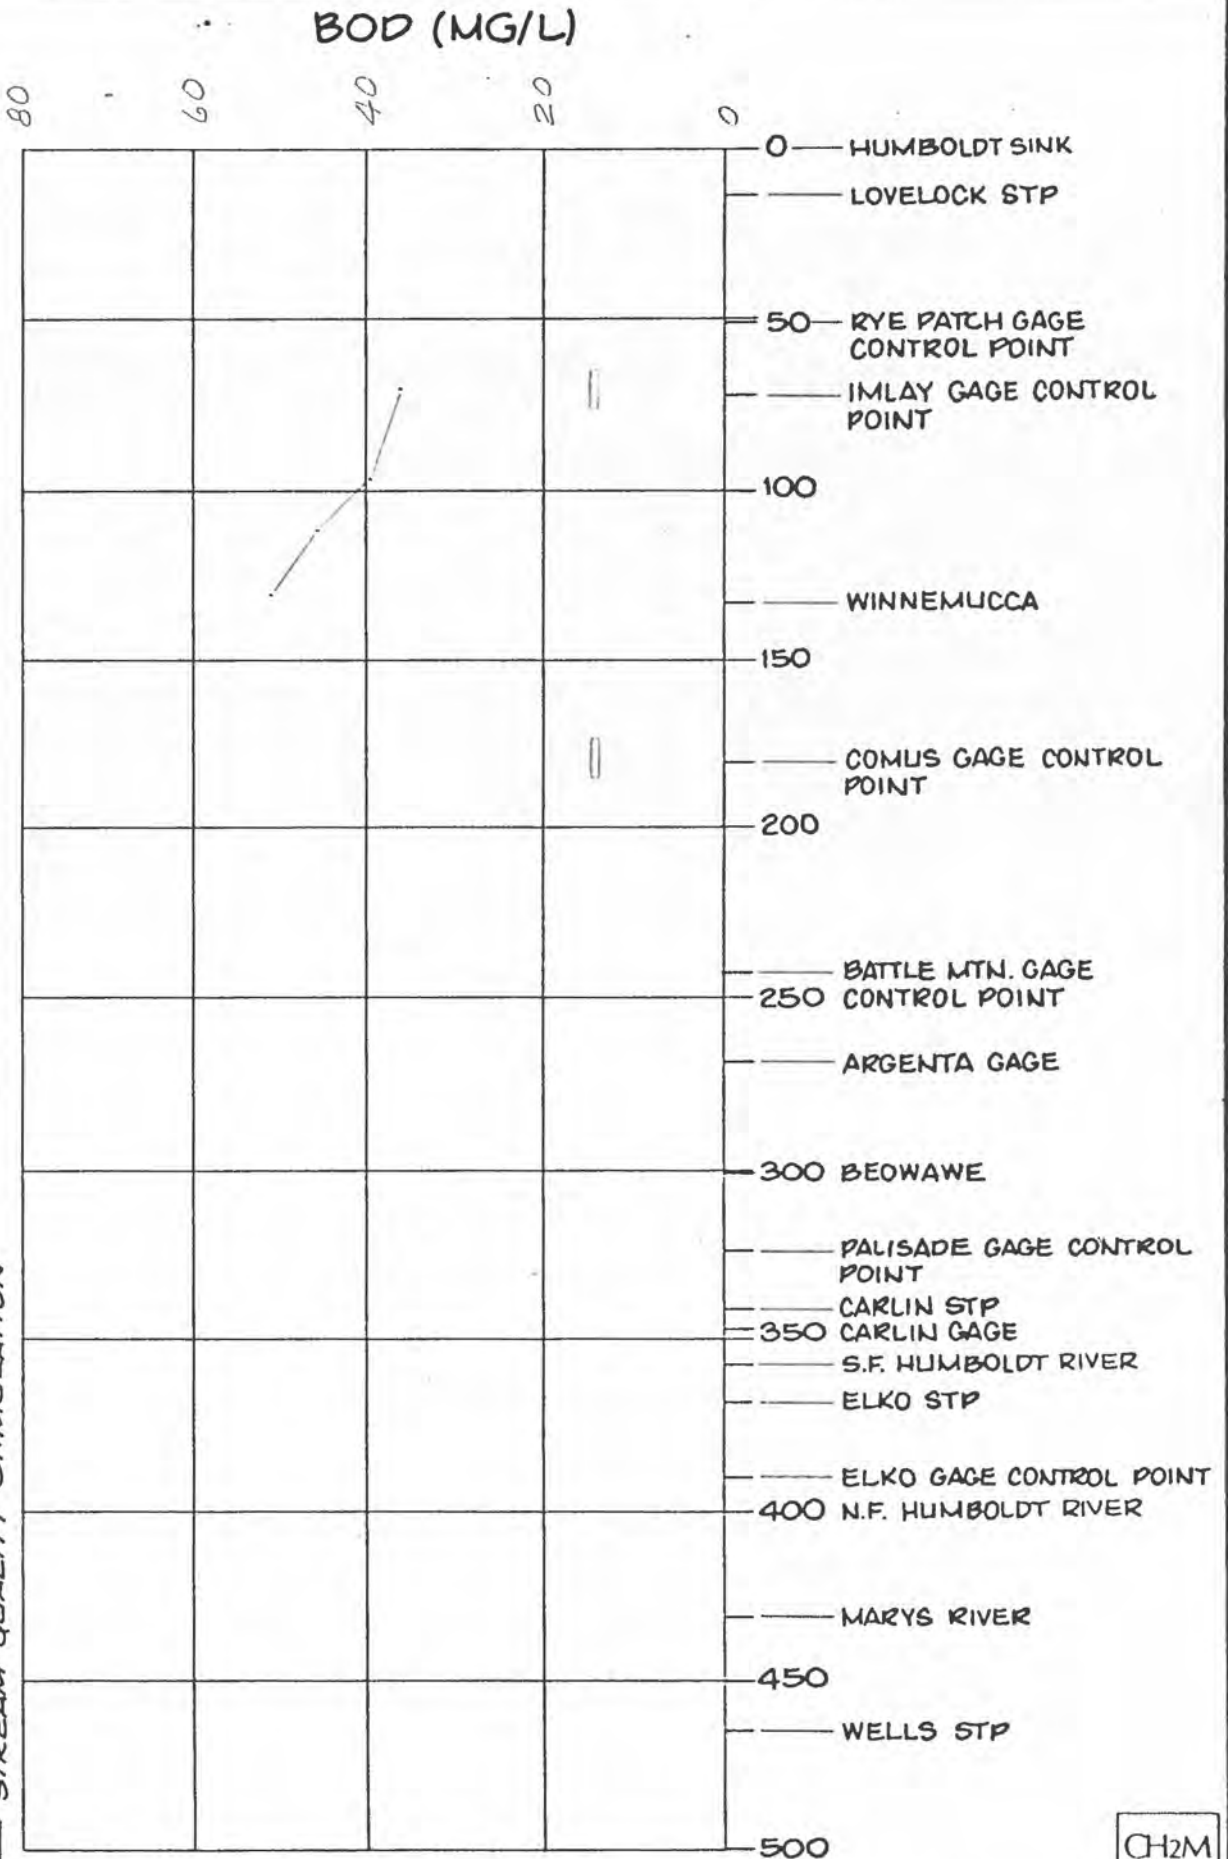 BOD (MG/L)
80
60
40
20
0
0 HUMBOLDT SINK
LOVELOCK STP
50 RYE PATCH GAGE
CONTROL POINT
IMLAY GAGE CONTROL
POINT
100
WINNEMUCCA
150
COMUS GAGE CONTROL
POINT
200
BATTLE MTN. GAGE
250 CONTROL POINT
ARGENTA GAGE
300 BEOWAWE
PALISADE GAGE CONTROL
POINT
CARLIN STP
350 CARLIN GAGE
S.F. HUMBOLDT RIVER
ELKO STP
ELKO GAGE CONTROL POINT
400 N.F. HUMBOLDT RIVER
MARYS RIVER
450
WELLS STP
500
CH2M
STREAM QUALITY